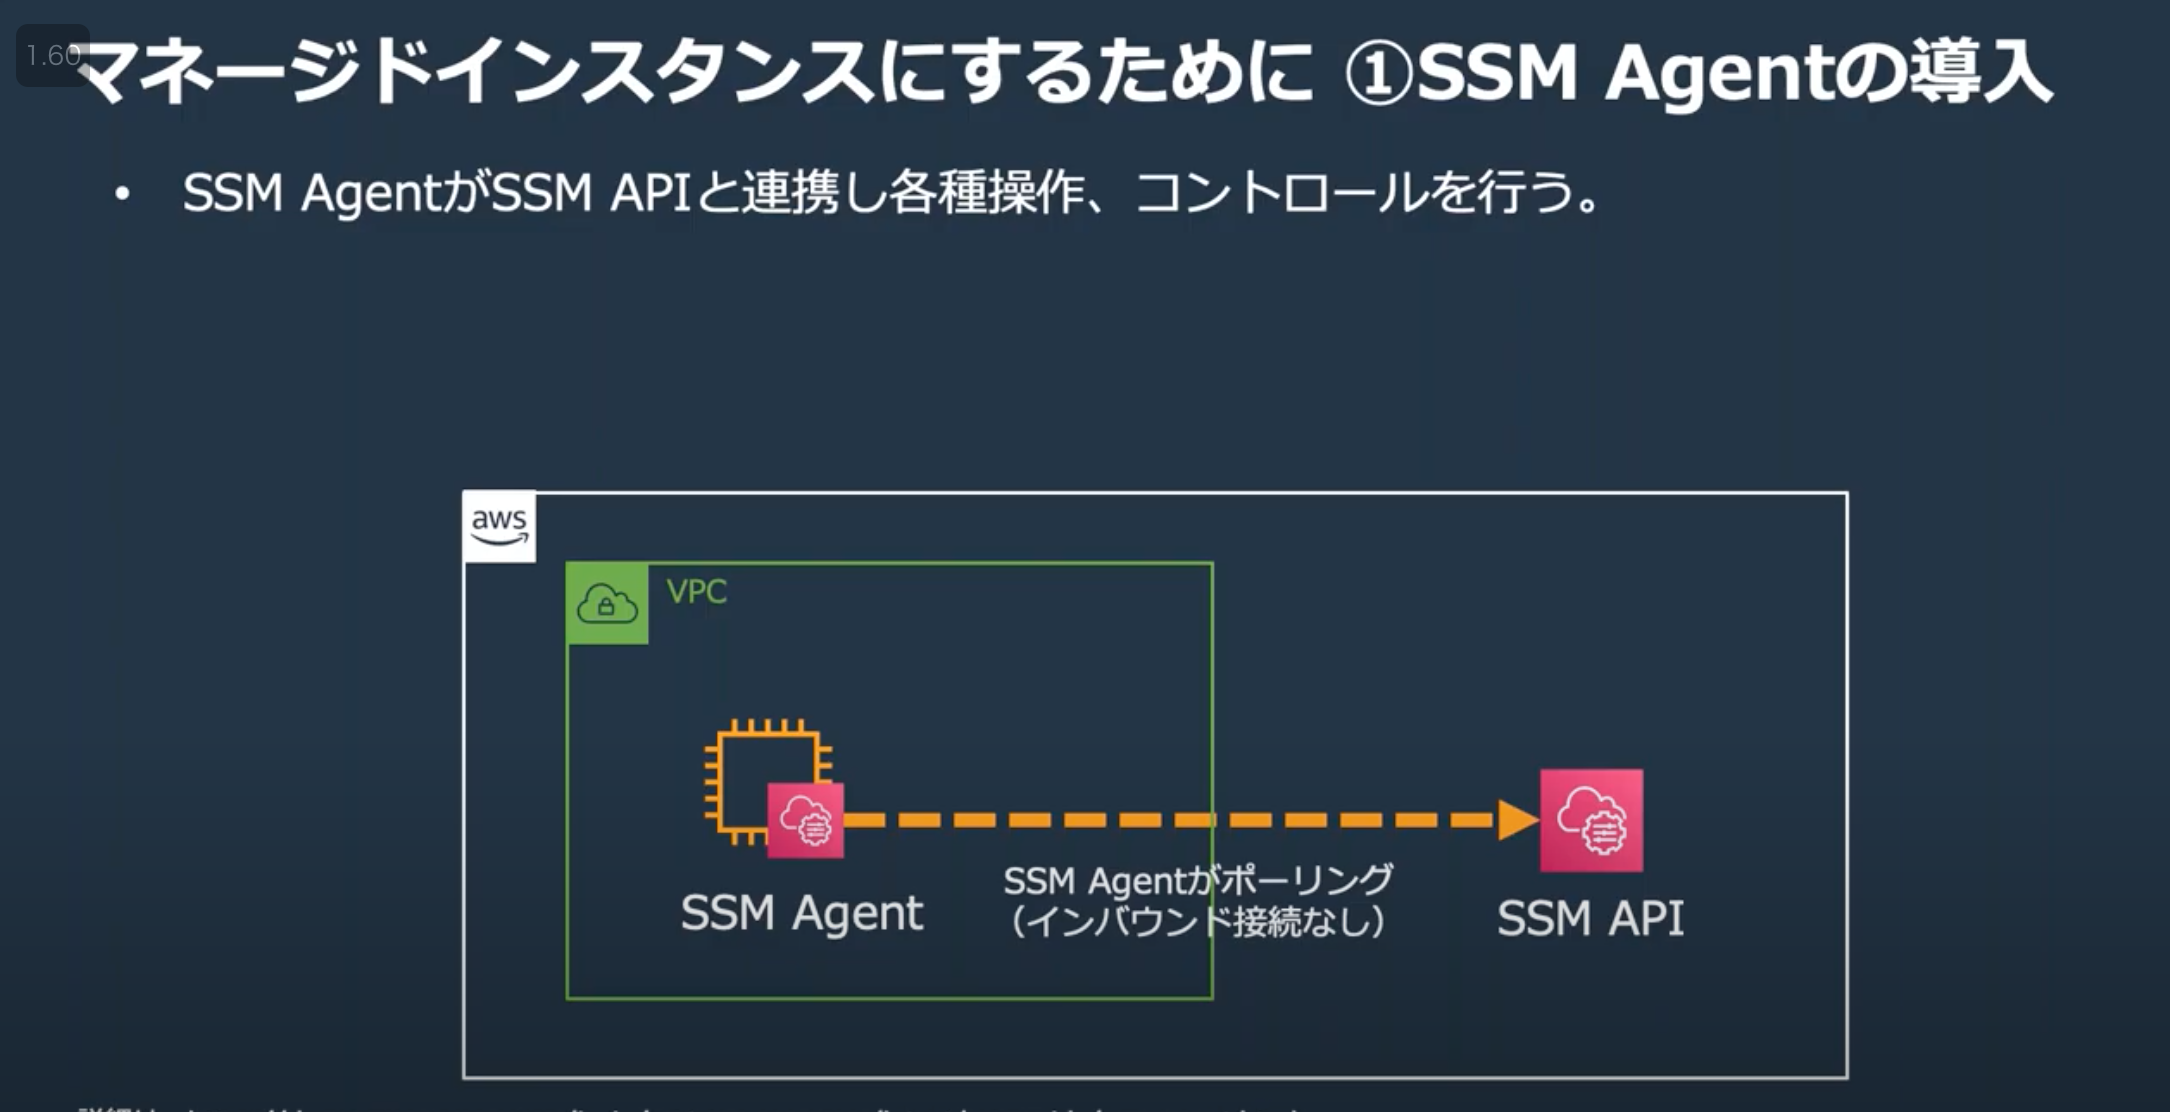 1.60
マネージドインスタンスにするために ①SSM Agentの導入
• SSM AgentがSSM APIと連携し各種操作、コントロールを行う。
aws
VPC
SSM Agentがポーリング
（インバウンド接続なし）
SSM Agent
SSM API